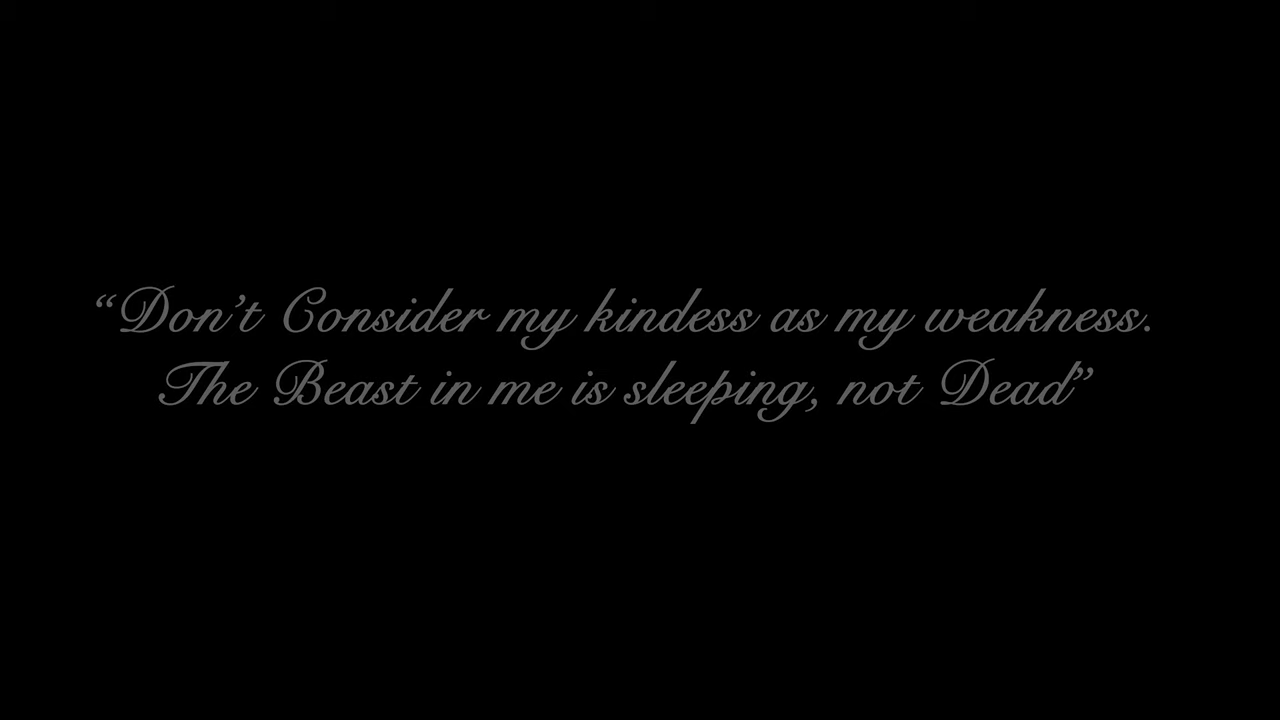 “Don’t Consider my kindess as my weakness.
The Beast in me is sleeping, not Dead”